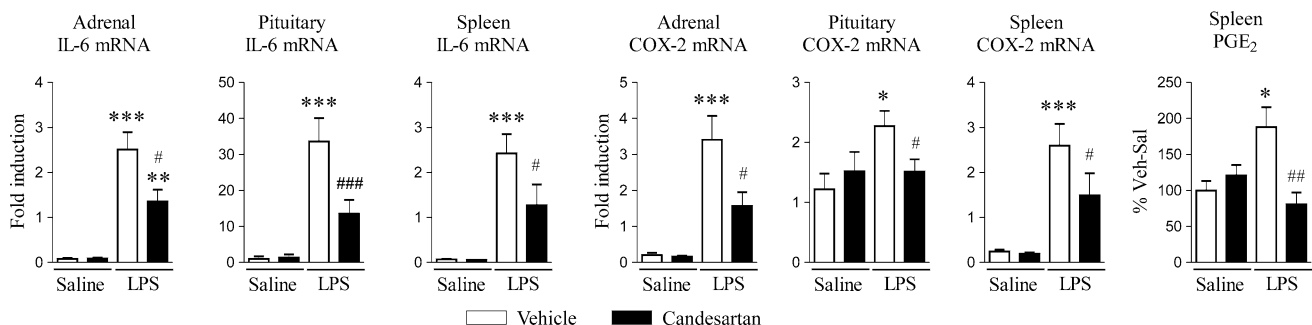 Adrenal
IL-6 mRNA
Pituitary
IL-6 mRNA
Spleen
IL-6 mRNA
Adrenal
COX-2 mRNA
Pituitary
COX-2 mRNA
Spleen
COX-2 mRNA
Spleen
PGE₂
Fold induction
4
3
2
1
0
***
#
**
Saline LPS
50
40
30
20
10
0
***
###
Saline LPS
4
3
2
1
0
***
#
Saline LPS
Fold induction
5
4
3
2
1
0
***
#
Saline LPS
3
2
1
0
*
#
Saline LPS
4
3
2
1
0
***
#
Saline LPS
% Veh-Sal
250
200
150
100
50
0
*
##
Saline LPS
Vehicle Candesartan